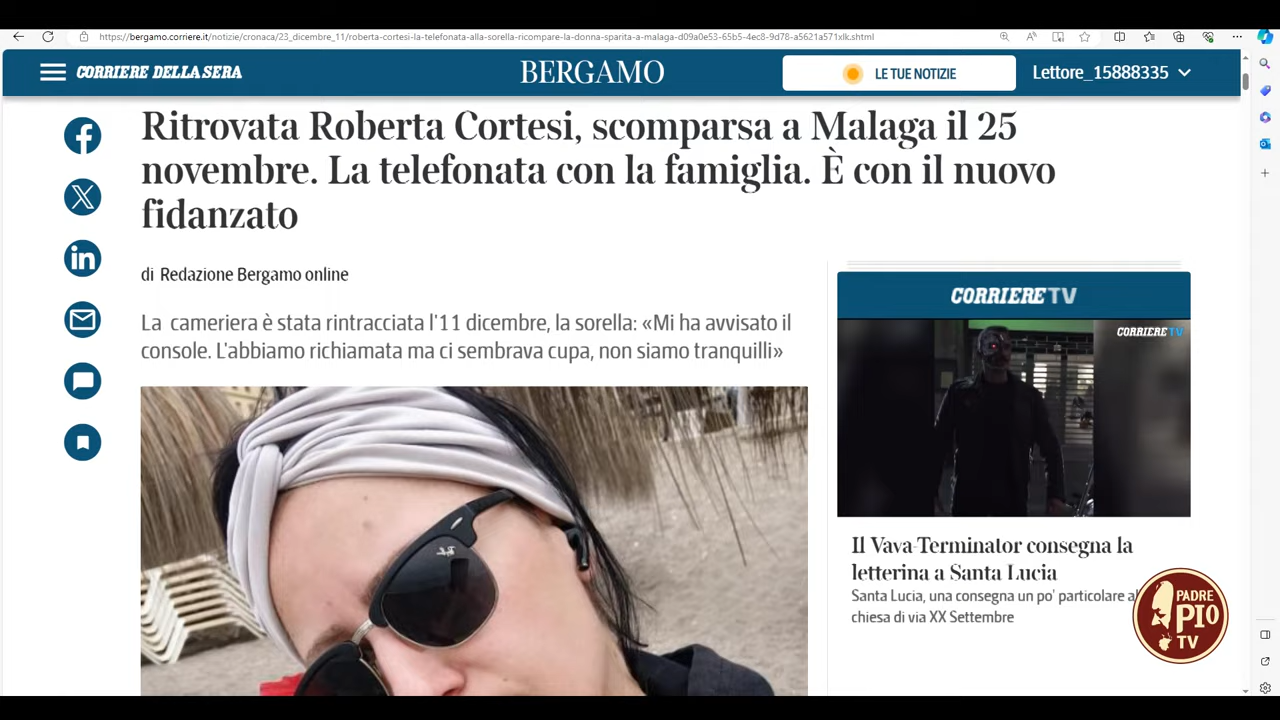 https://bergamo.corriere.it/notizie/cronaca/23_dicembre_11/roberta-cortesi-la-telefonata-alla-sorella-ricompare-la-donna-sparita-a-malaga-d09a0e53-65b5-4ec8-9d78-a5621a571xlk.shtml
CORRIERE DELLA SERA
BERGAMO
LE TUE NOTIZIE
Lettore_15888335
Ritrovata Roberta Cortesi, scomparsa a Malaga il 25
novembre. La telefonata con la famiglia. È con il nuovo
fidanzato
di Redazione Bergamo online
La cameriera è stata rintracciata l'11 dicembre, la sorella: «Mi ha avvisato il
console. L'abbiamo richiamata ma ci sembrava cupa, non siamo tranquilli»
CORRIERE TV
CORRIERE TV
Il Vava-Terminator consegna la
letterina a Santa Lucia
Santa Lucia, una consegna un po' particolare
chiesa di via XX Settembre
PADRE
PIO
TV